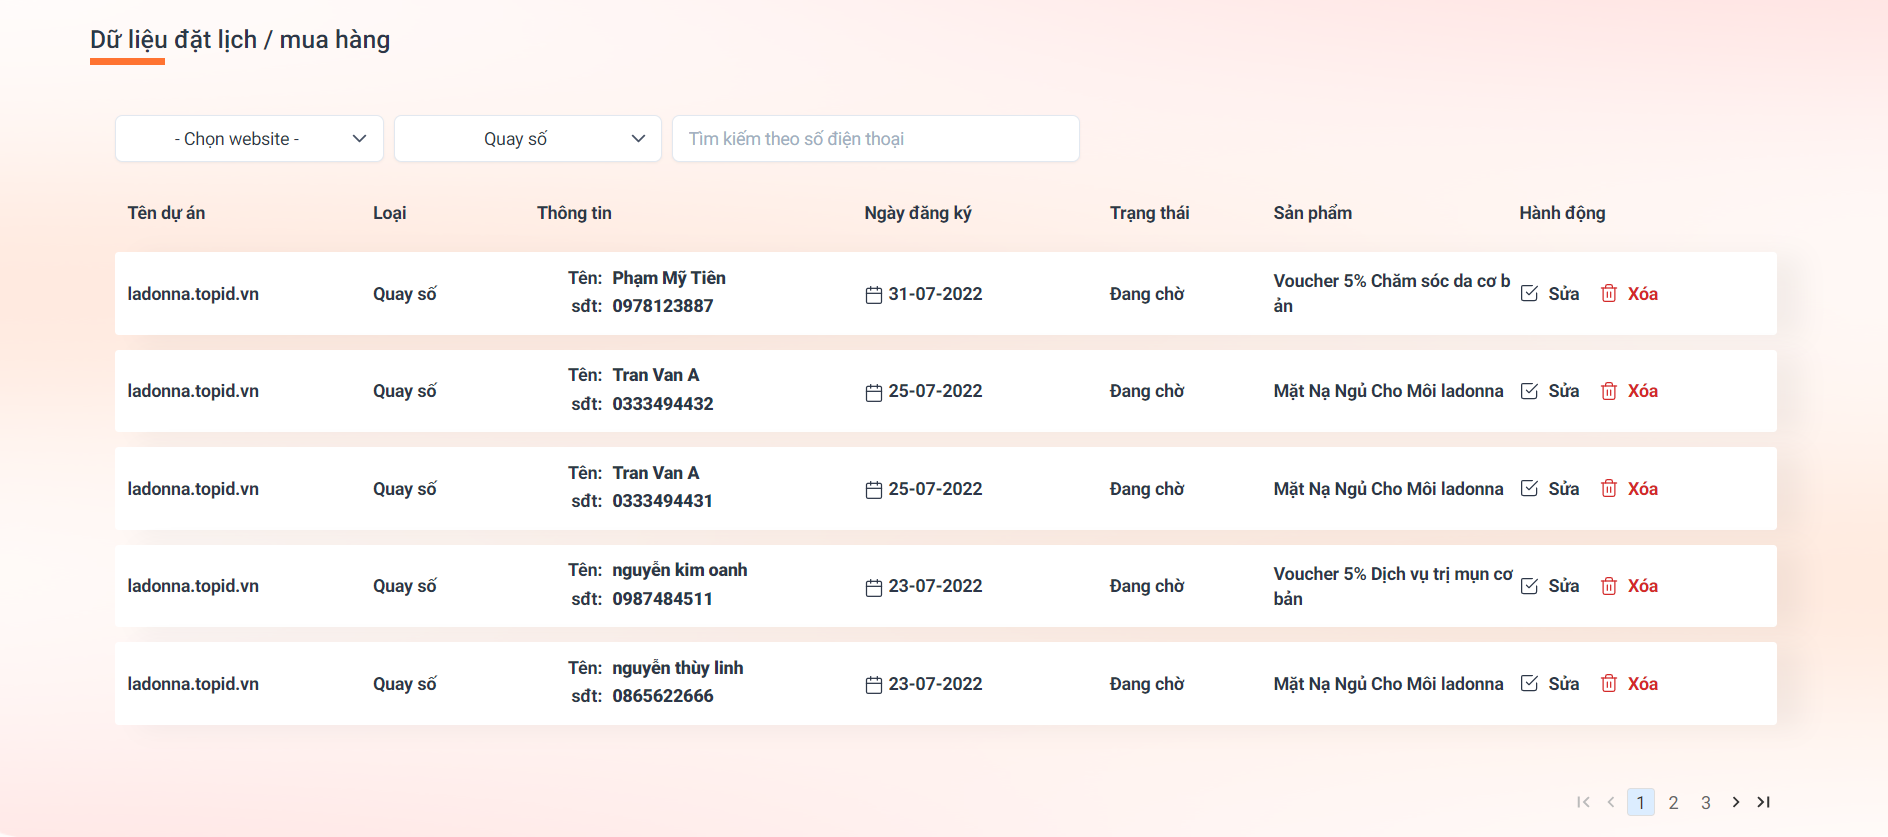 Dữ liệu đặt lịch / mua hàng
- Chọn website - Quay số Tìm kiếm theo số điện thoại
Tên dự án Loại Thông tin Ngày đăng ký Trạng thái Sản phẩm Hành động
ladonna.topid.vn Quay số Tên: Phạm Mỹ Tiên sđt: 0978123887 31-07-2022 Đang chờ Voucher 5% Chăm sóc da cơ b
ản Sửa Xóa
ladonna.topid.vn Quay số Tên: Tran Van A sđt: 0333494432 25-07-2022 Đang chờ Mặt Nạ Ngủ Cho Môi ladonna Sửa Xóa
ladonna.topid.vn Quay số Tên: Tran Van A sđt: 0333494431 25-07-2022 Đang chờ Mặt Nạ Ngủ Cho Môi ladonna Sửa Xóa
ladonna.topid.vn Quay số Tên: nguyễn kim oanh sđt: 0987484511 23-07-2022 Đang chờ Voucher 5% Dịch vụ trị mụn cơ
bản Sửa Xóa
ladonna.topid.vn Quay số Tên: nguyễn thùy linh sđt: 0865622666 23-07-2022 Đang chờ Mặt Nạ Ngủ Cho Môi ladonna Sửa Xóa
1 2 3